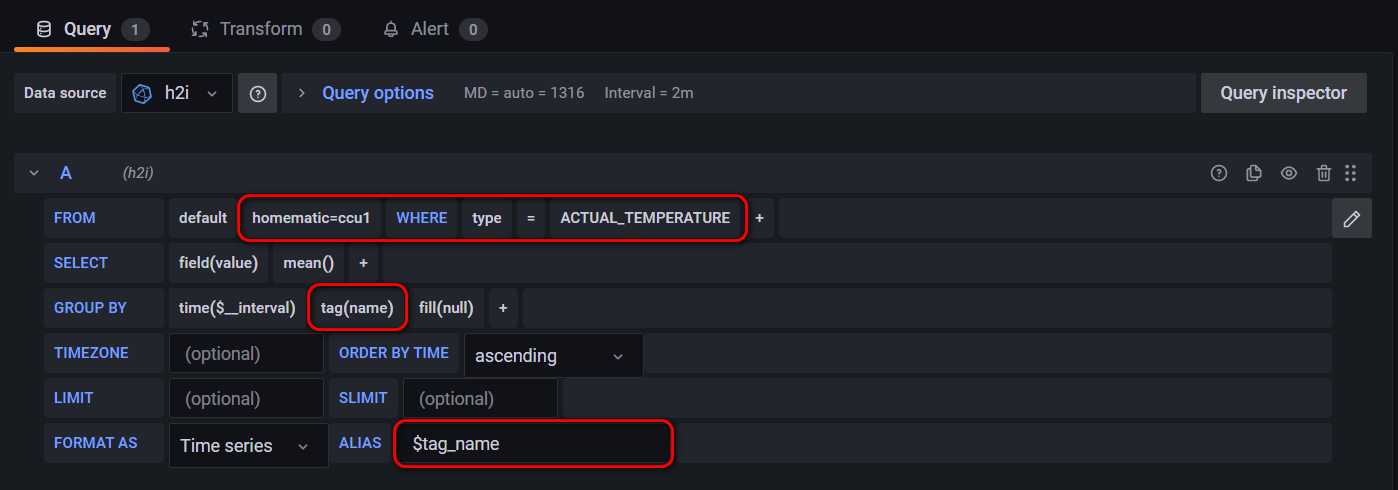 Query 1 Transform 0 Alert 0
Data source h2i Query options MD = auto = 1316 Interval = 2m Query inspector
A (h2i)
FROM default homematic=ccu1 WHERE type = ACTUAL_TEMPERATURE +
SELECT field(value) mean() +
GROUP BY time($__interval) tag(name) fill(null) +
TIMEZONE (optional) ORDER BY TIME ascending
LIMIT (optional) SLIMIT (optional)
FORMAT AS Time series ALIAS $tag_name